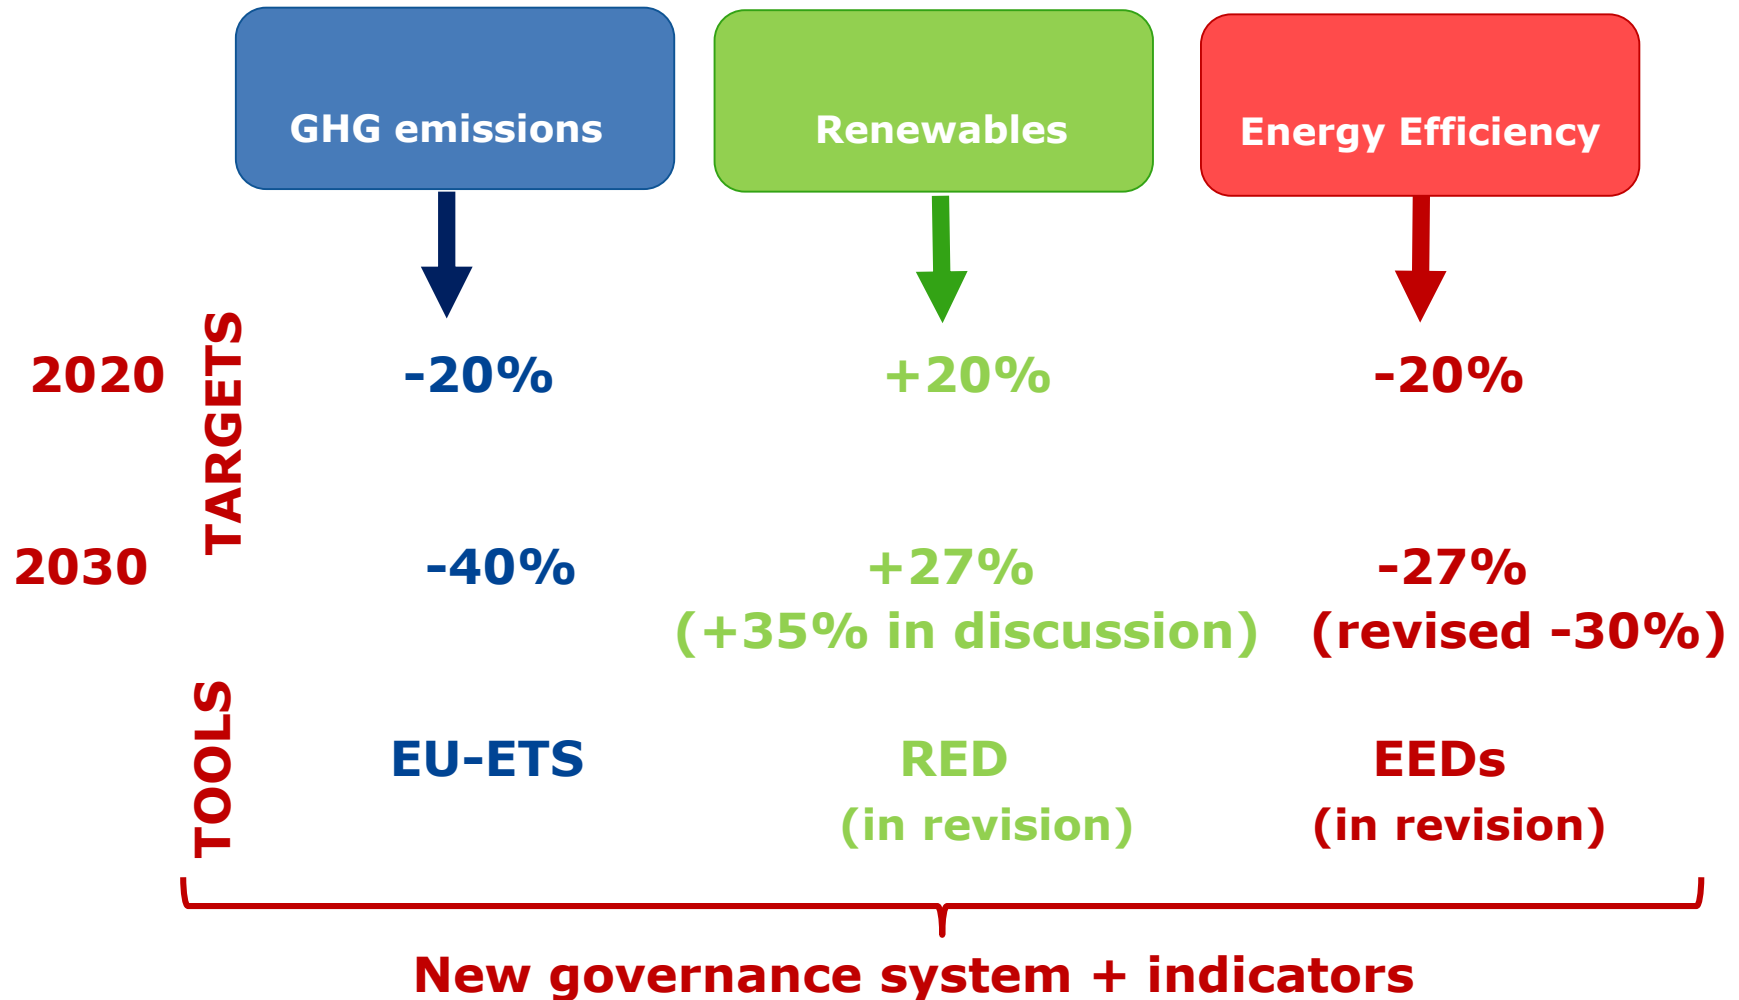 GHG emissions
Renewables
Energy Efficiency
TARGETS
2020
-20%
+20%
-20%
2030
-40%
+27%
-27%
(+35% in discussion)
(revised -30%)
TOOLS
EU-ETS
RED
EEDs
(in revision)
(in revision)
New governance system + indicators